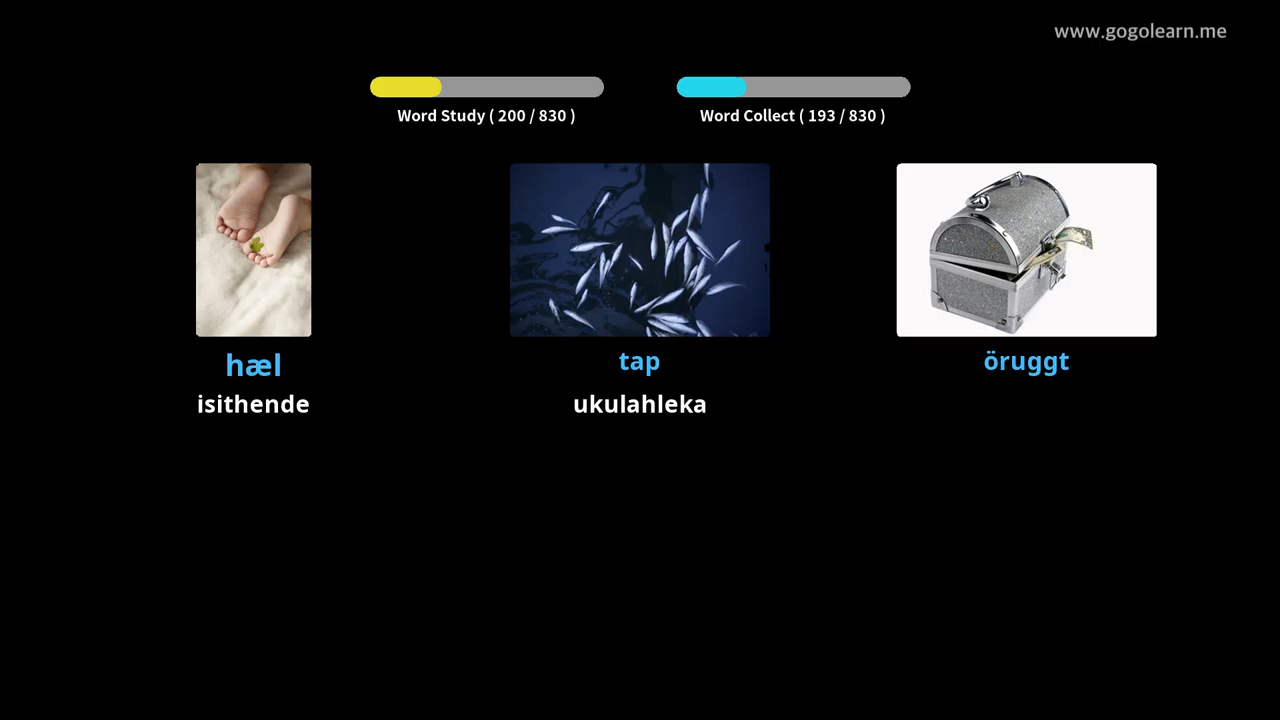 www.gogolearn.me
Word Study ( 200 / 830 )
Word Collect ( 193 / 830 )
hæl
tap
öruggt
isithende
ukulahleka